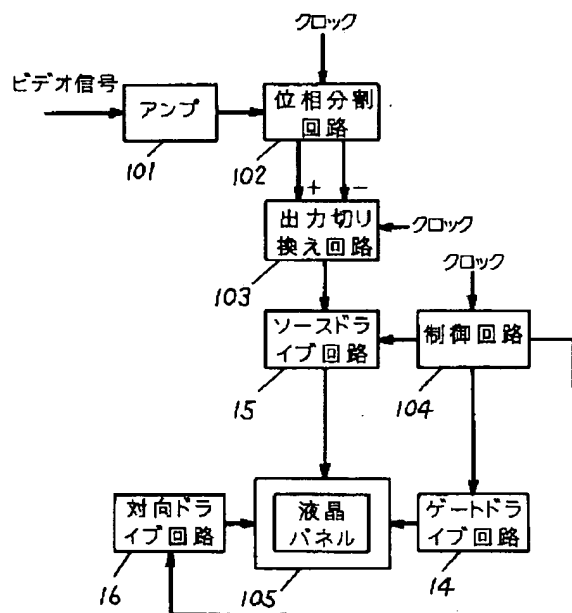 クロック
ビデオ信号
アンプ
位相分割
回路
101
102
+
−
出力切り
換え回路
クロック
クロック
103
ソースドラ
イブ回路
制御回路
15
104
対向ドラ
イブ回路
液晶
パネル
ゲートドラ
イブ回路
16
105
14